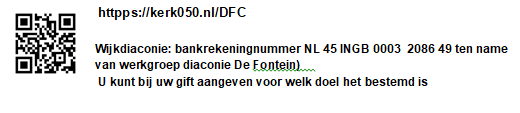 httpps://kerk050.nl/DFC
Wijkdiaconie: bankrekeningnummer NL 45 INGB 0003  2086 49 ten name
van werkgroep diaconie De Fontein)
U kunt bij uw gift aangeven voor welk doel het bestemd is